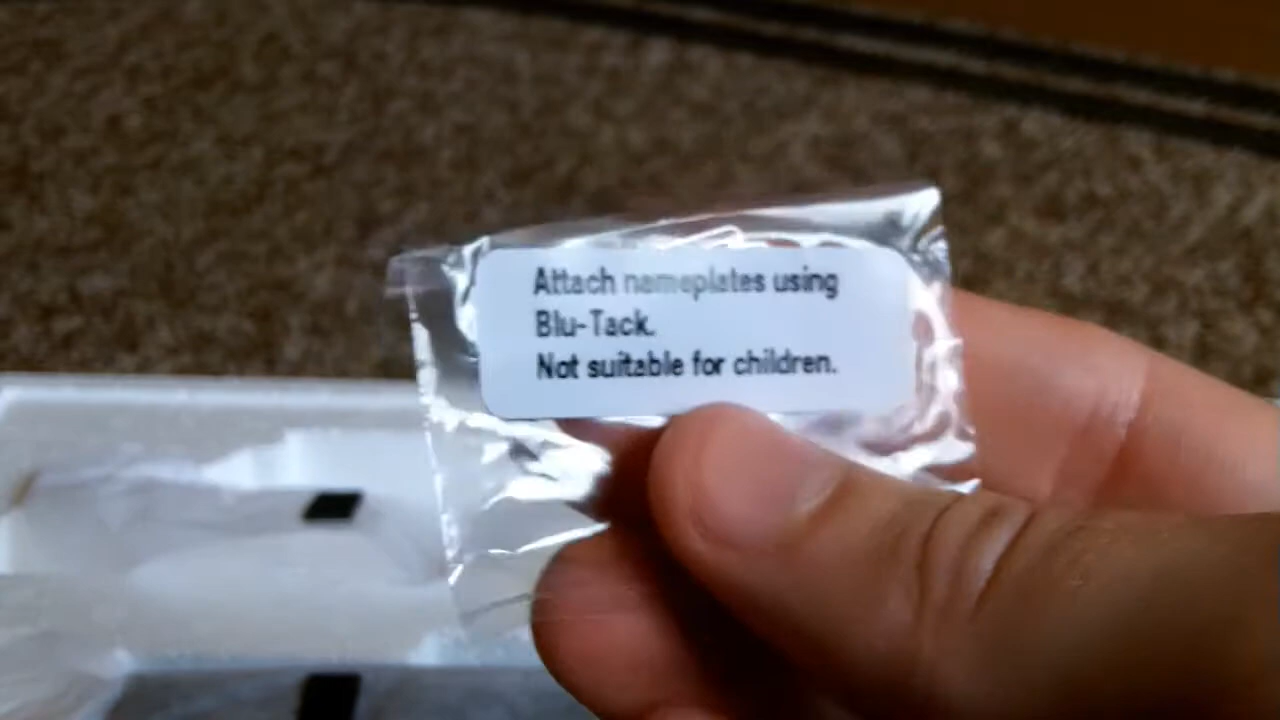 Attach nameplates using
Blu-Tack.
Not suitable for children.